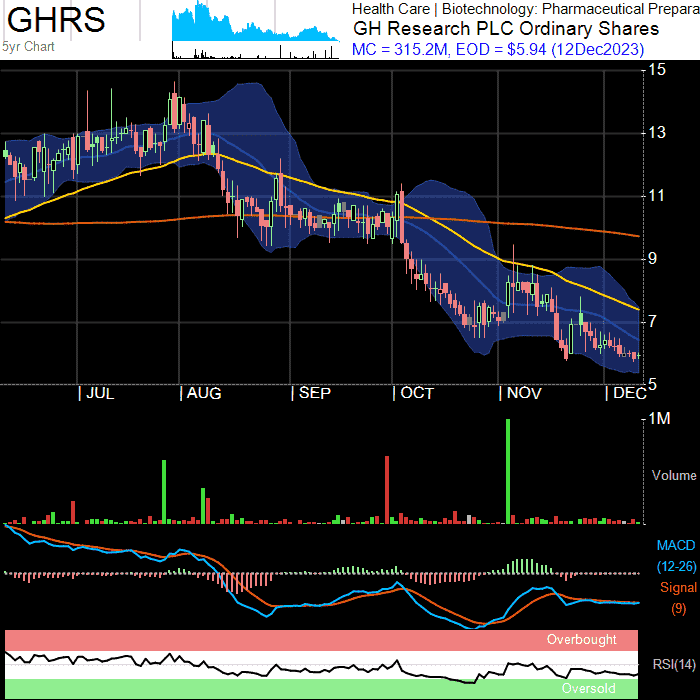 GHRS
5yr Chart
Health Care | Biotechnology: Pharmaceutical Prepara
GH Research PLC Ordinary Shares
MC = 315.2M, EOD = $5.94 (12Dec2023)
15
13
11
9
7
5
| JUL
| AUG
| SEP
| OCT
| NOV
| DEC
1M
Volume
MACD
(12-26)
Signal
(9)
Overbought
RSI(14)
Oversold